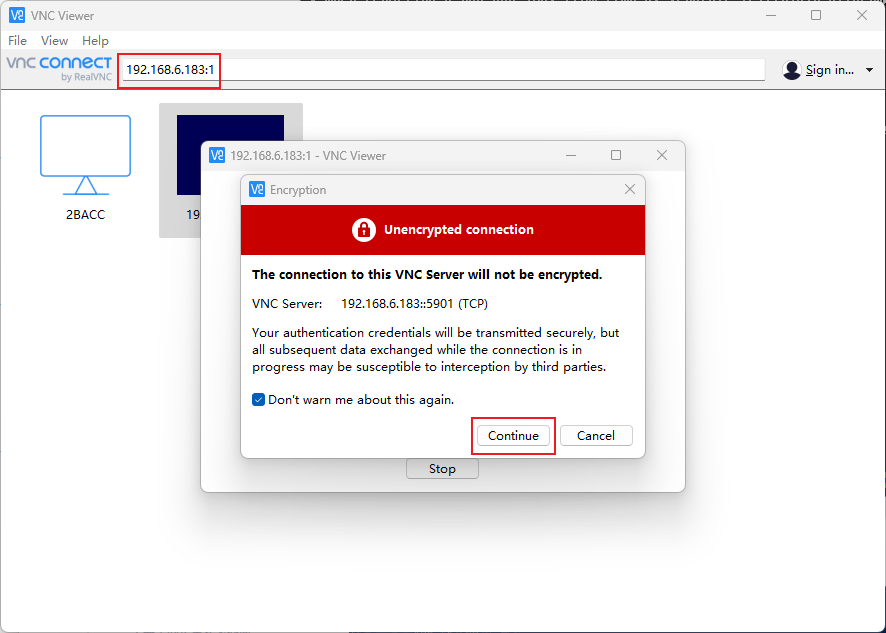 VNC Viewer
File View Help
VNC CONNECT
by RealVNC
192.168.6.183:1
Sign in...
2BACC
19
192.168.6.183:1 - VNC Viewer
Encryption
Unencrypted connection
The connection to this VNC Server will not be encrypted.
VNC Server: 192.168.6.183::5901 (TCP)
Your authentication credentials will be transmitted securely, but
all subsequent data exchanged while the connection is in
progress may be susceptible to interception by third parties.
Don't warn me about this again.
Continue Cancel
Stop